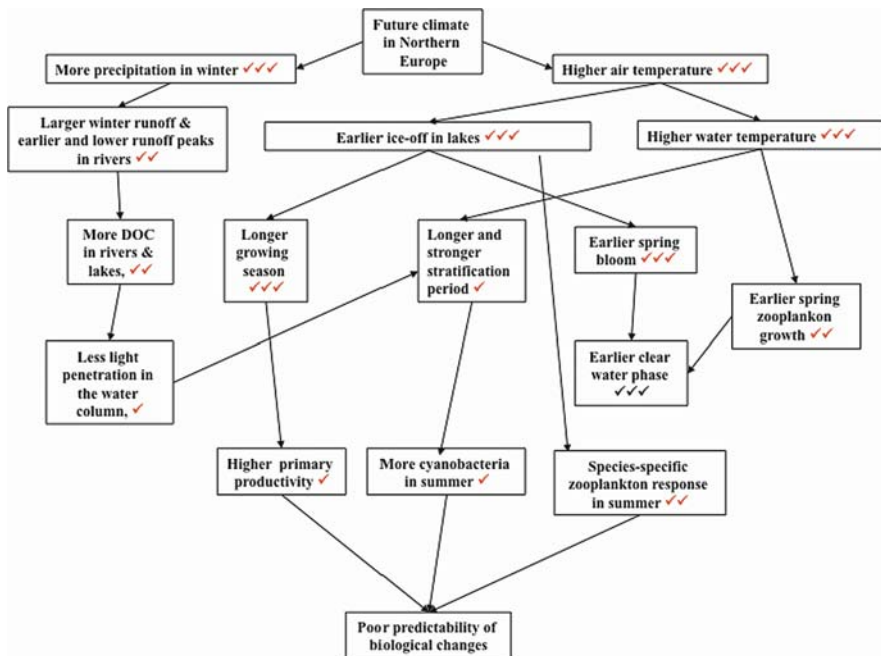 Future climate
in Northern
Europe
More precipitation in winter ✓✓✓
Higher air temperature ✓✓✓
Larger winter runoff &
earlier and lower runoff peaks
in rivers ✓✓
Earlier ice-off in lakes ✓✓✓
Higher water temperature ✓✓✓
More DOC
in rivers &
lakes, ✓✓
Longer
growing
season
✓✓✓
Longer and
stronger
stratification
period ✓
Earlier spring
bloom ✓✓✓
Earlier spring
zooplankon
growth ✓✓
Less light
penetration in
the water
column, ✓
Earlier clear
water phase
✓✓✓
Higher primary
productivity ✓
More cyanobacteria
in summer ✓
Species-specific
zooplankton response
in summer ✓✓
Poor predictability of
biological changes